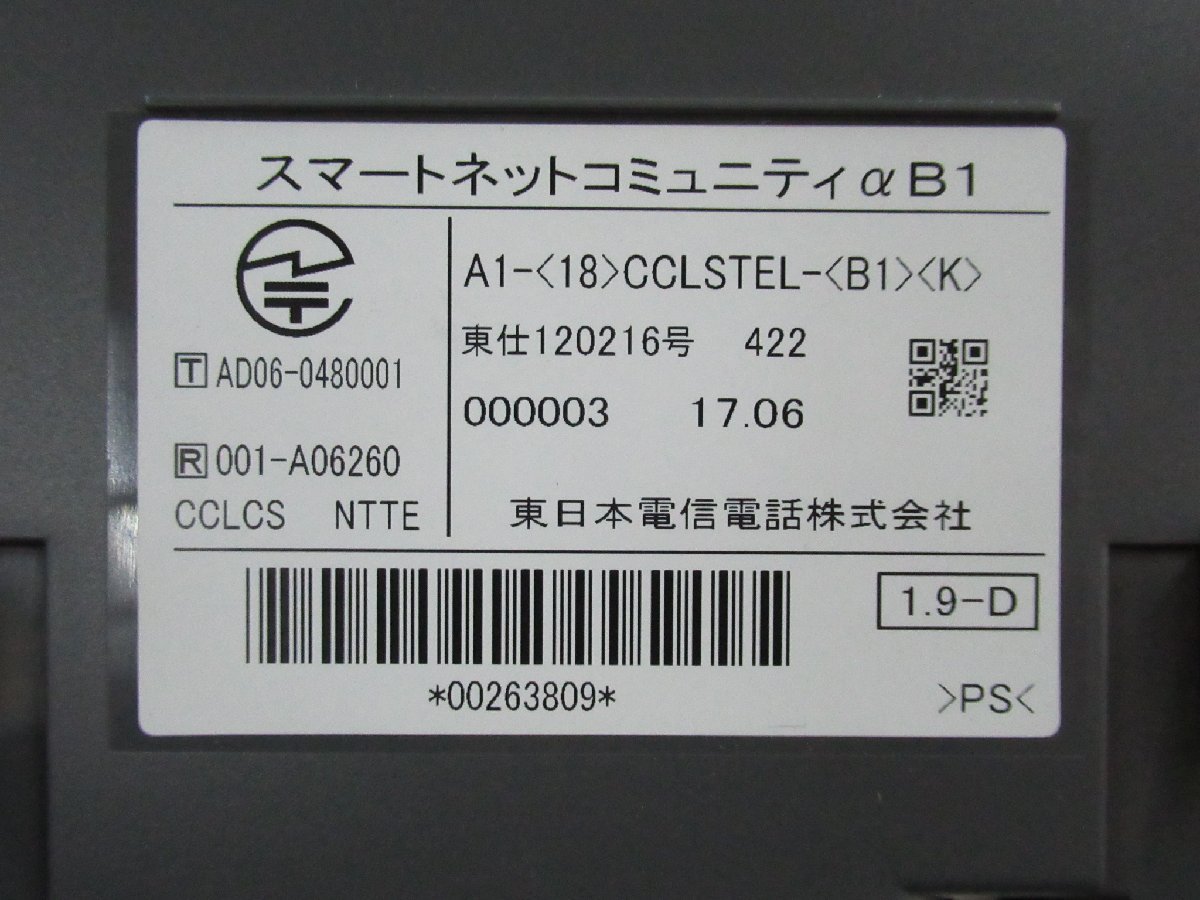 スマートネットコミュニティαB1
T AD06-0480001
R 001-A06260
CCLCS NTTE
A1-<18>CCLSTEL-<B1><K>
東仕120216号 422
000003 17.06
東日本電信電話株式会社
*00263809*
1.9-D
>PS<